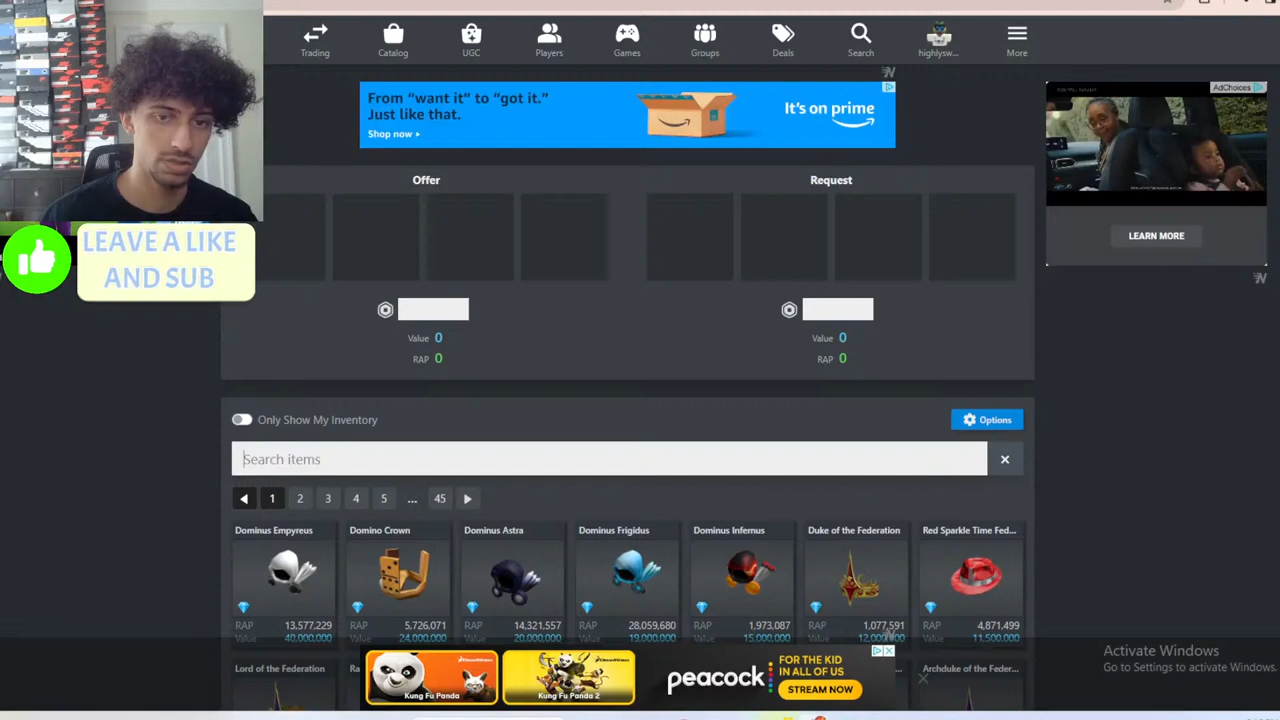 Trading
Catalog
UGC
Players
Games
Groups
Deals
Search
highlysw...
More
From “want it” to “got it.”
Just like that.
Shop now
It's on prime
AdChoices
LEARN MORE
Offer
Request
Value 0
RAP 0
Value 0
RAP 0
LEAVE A LIKE
AND SUB
Only Show My Inventory
Options
Search items
1 2 3 4 5 ... 45
Dominus Empyreus
Domino Crown
Dominus Astra
Dominus Frigidus
Dominus Infernus
Duke of the Federation
Red Sparkle Time Fed...
RAP 13,577,229
Value 40,000,000
RAP 5,726,071
Value 24,000,000
RAP 14,321,557
Value 20,000,000
RAP 28,059,680
Value 19,000,000
RAP 1,973,087
Value 15,000,000
RAP 1,077,591
Value 12,000,000
RAP 4,871,499
Value 11,500,000
Lord of the Federation
Archduke of the Feder...
Kung Fu Panda
Kung Fu Panda 2
peacock
FOR THE KID
IN ALL OF US
STREAM NOW
Activate Windows
Go to Settings to activate Windows.